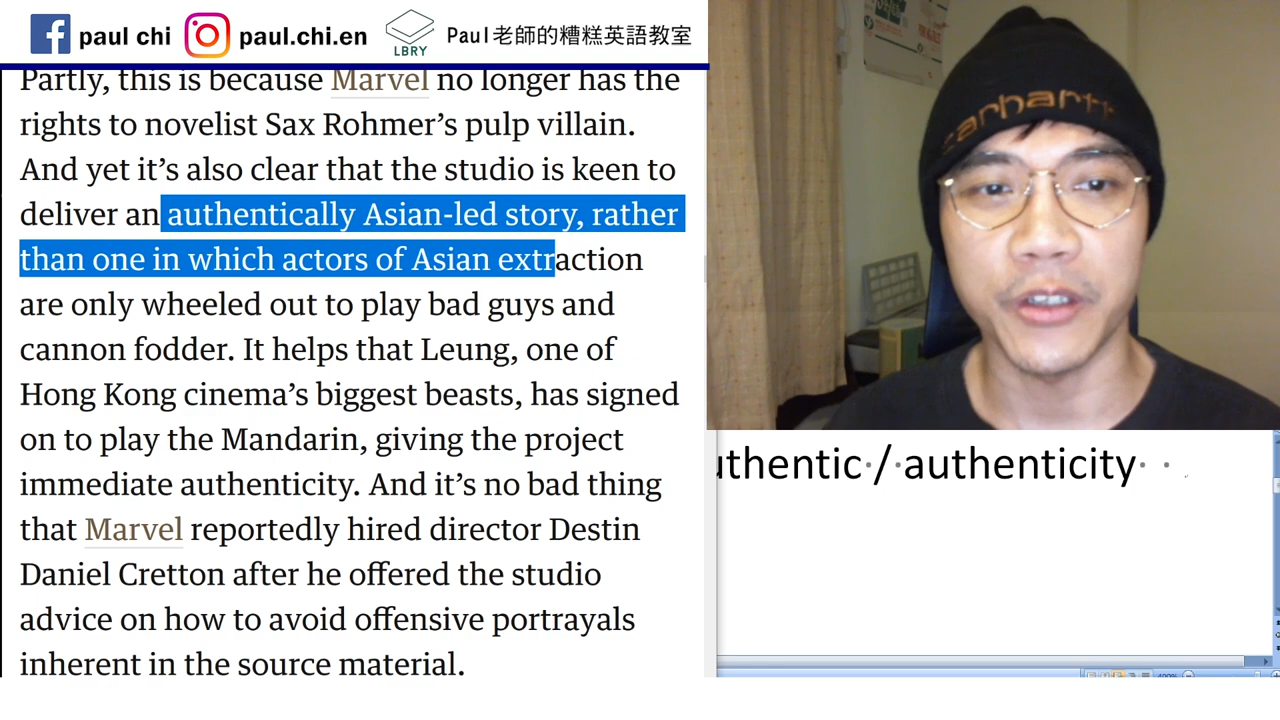 paul chi paul.chi.en LBRY Paul老師的糟糕英語教室
Partly, this is because Marvel no longer has the
rights to novelist Sax Rohmer’s pulp villain.
And yet it’s also clear that the studio is keen to
deliver an authentically Asian-led story, rather
than one in which actors of Asian extraction
are only wheeled out to play bad guys and
cannon fodder. It helps that Leung, one of
Hong Kong cinema’s biggest beasts, has signed
on to play the Mandarin, giving the project
immediate authenticity. And it’s no bad thing
that Marvel reportedly hired director Destin
Daniel Cretton after he offered the studio
advice on how to avoid offensive portrayals
inherent in the source material.
carhartt
uthentic / authenticity
400%